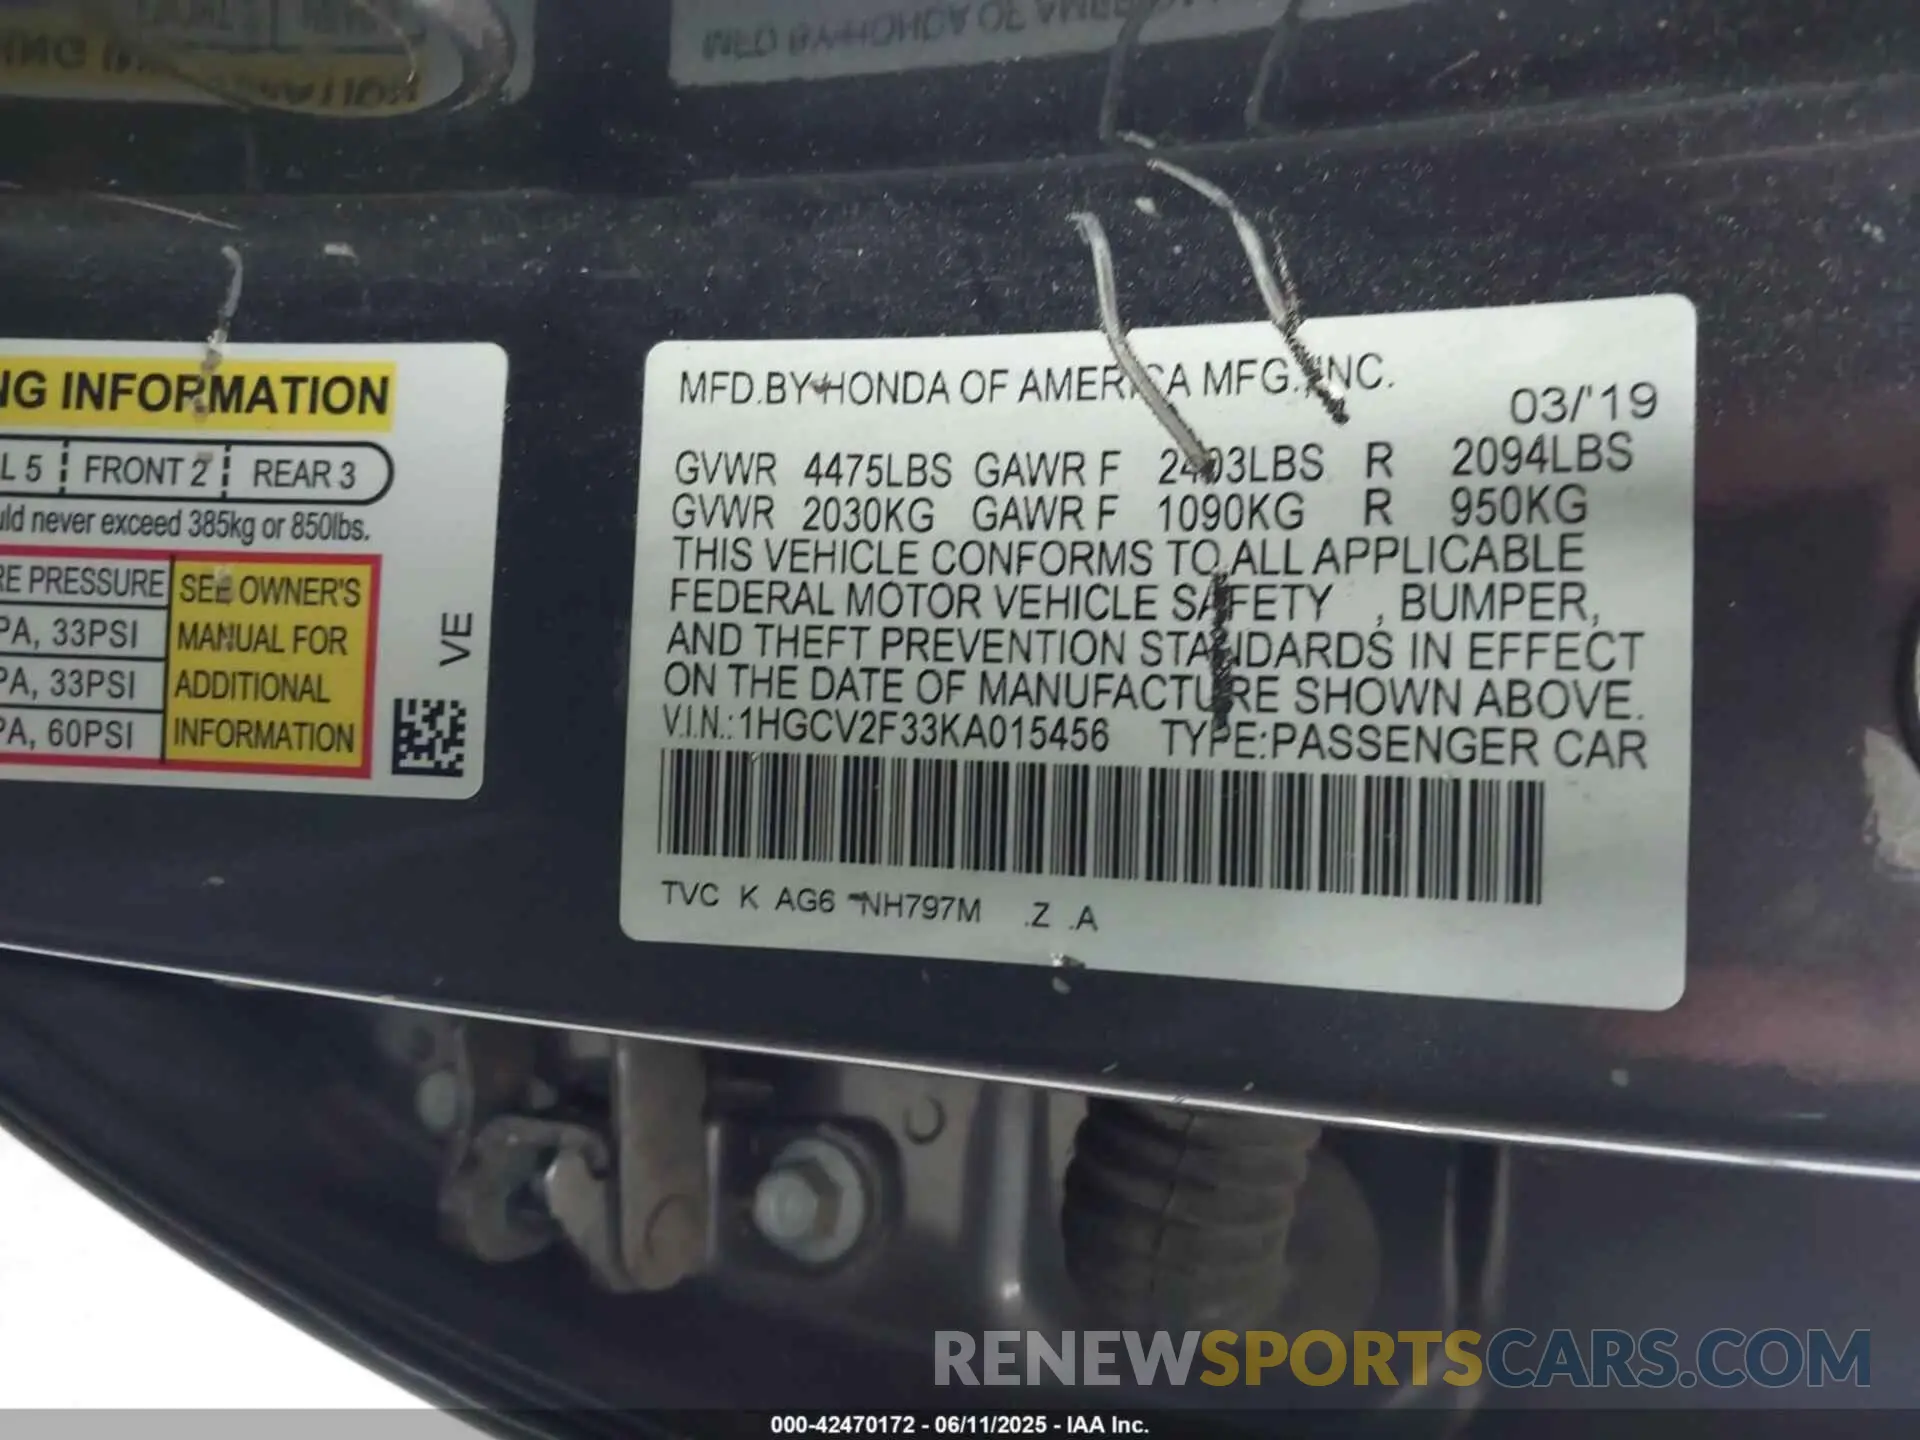 NG INFORMATION
L 5 FRONT 2 REAR 3
uld never exceed 385kg or 850lbs.
RE PRESSURE
PA, 33PSI
PA, 33PSI
PA, 60PSI
SEE OWNER'S
MANUAL FOR
ADDITIONAL
INFORMATION
VE
MFD.BY HONDA OF AMERICA MFG., INC.
03/'19
GVWR 4475LBS GAWR F 2403LBS R 2094LBS
GVWR 2030KG GAWR F 1090KG R 950KG
THIS VEHICLE CONFORMS TO ALL APPLICABLE
FEDERAL MOTOR VEHICLE SAFETY , BUMPER,
AND THEFT PREVENTION STANDARDS IN EFFECT
ON THE DATE OF MANUFACTURE SHOWN ABOVE.
V.I.N.: 1HGCV2F33KA015456 TYPE:PASSENGER CAR
TVC K AG6 NH797M .Z .A
RENEWSPORTSCARS.COM
000-42470172 - 06/11/2025 - IAA Inc.